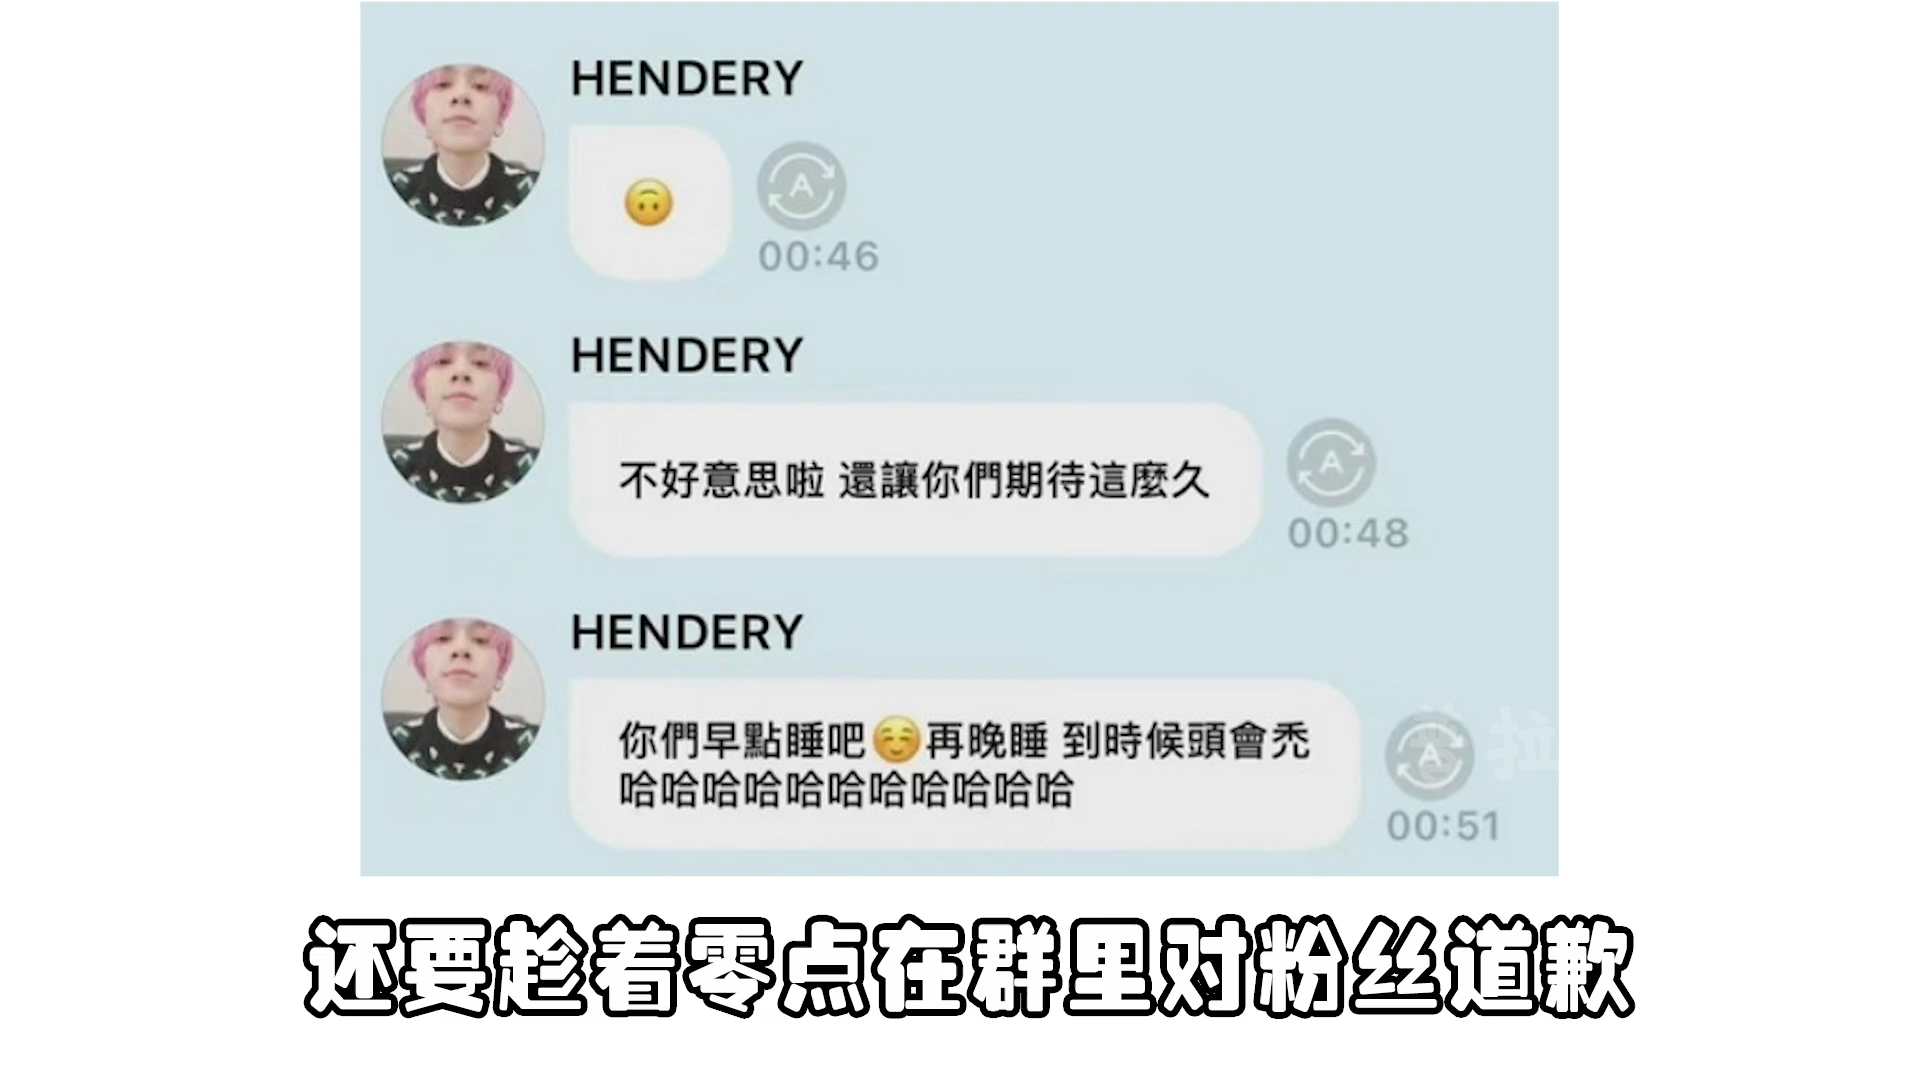 HENDERY
🙃
A
00:46
HENDERY
不好意思啦 還讓你們期待這麼久
A
00:48
HENDERY
你們早點睡吧☺️再晚睡 到時候頭會禿
哈哈哈哈哈哈哈哈哈哈哈
A
拉
00:51
还要趁着零点在群里对粉丝道歉